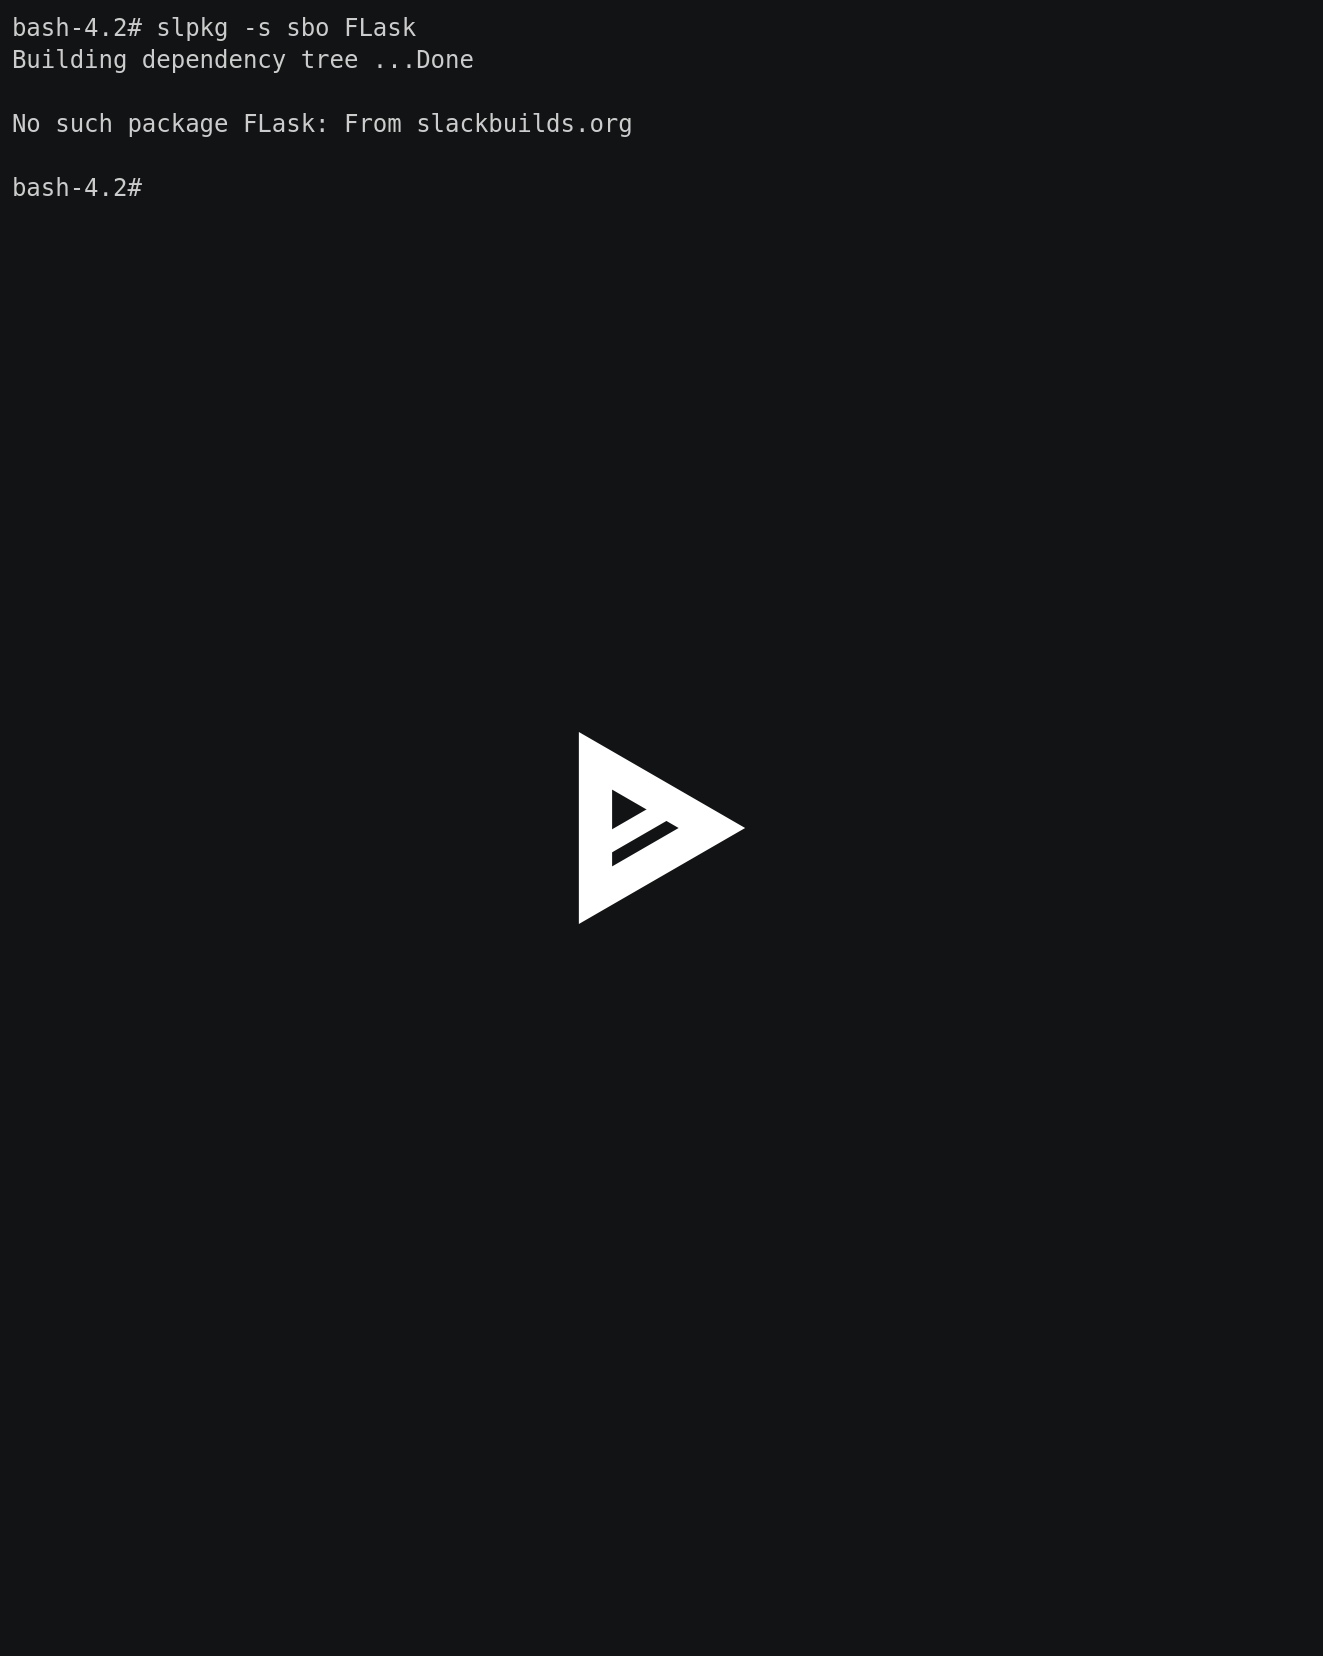 bash-4.2# slpkg -s sbo FLask
Building dependency tree ...Done
No such package FLask: From slackbuilds.org
bash-4.2#